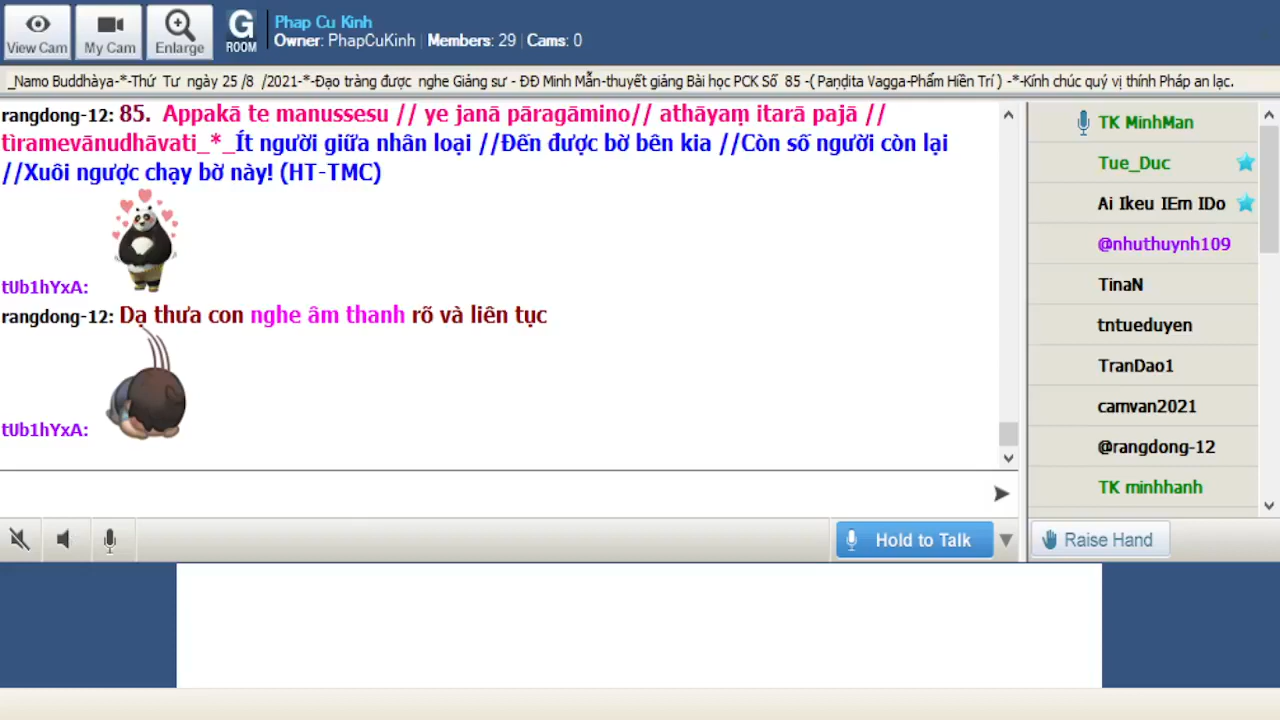 View Cam
My Cam
Enlarge
G
ROOM
Phap Cu Kinh
Owner: PhapCuKinh | Members: 29 | Cams: 0
_Namo Buddhàya-*-Thứ Tư ngày 25 /8 /2021-*-Đạo tràng được nghe Giảng sư - ĐĐ Minh Mẫn-thuyết giảng Bài học PCK Số 85 -( Paṇḍita Vagga-Phẩm Hiền Trí ) -*-Kính chúc quý vị thính Pháp an lạc.
rangdong-12: 85. Appakā te manussesu // ye janā pāragāmino// athāyaṃ itarā pajā //
tìramevānudhāvati_*_Ít người giữa nhân loại //Đến được bờ bên kia //Còn số người còn lại
//Xuôi ngược chạy bờ này! (HT-TMC)
tUb1hYxA:
rangdong-12: Dạ thưa con nghe âm thanh rõ và liên tục
tUb1hYxA:
TK MinhMan
Tue_Duc
Ai Ikeu IEm IDo
@nhuthuynh109
TinaN
tntueduyen
TranDao1
camvan2021
@rangdong-12
TK minhhanh
Hold to Talk
Raise Hand